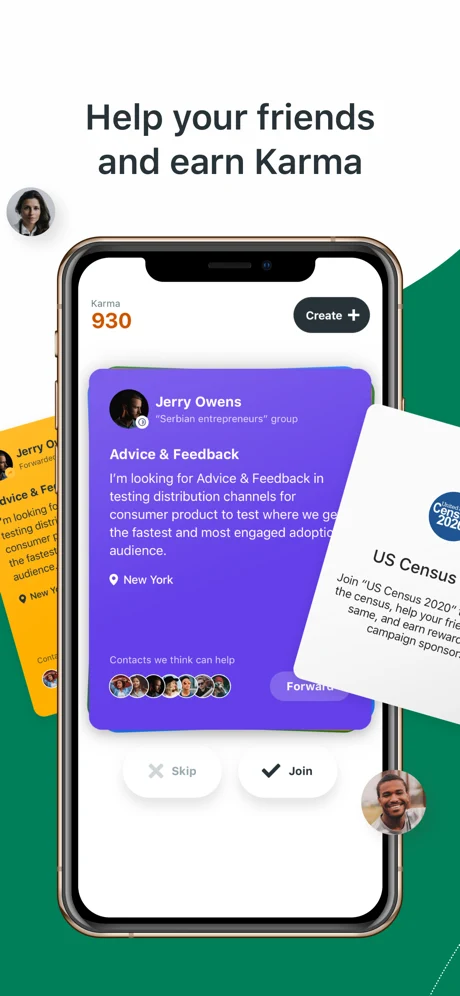 Help your friends
and earn Karma
Karma
930
Create
Jerry Owens
"Serbian entrepreneurs" group
Advice & Feedback
I'm looking for Advice & Feedback in
testing distribution channels for
consumer product to test where we ge
the fastest and most engaged adoptio
audience.
New York
Contacts we think can help
Forward
Skip
Join
Jerry O
Forwarde
dvice & Fe
'm looking fo
testing distri
consumer p
the fastest
audience.
New Yo
Conta
United
Census
2020
US Census
Join "US Census 2020"
the census, help your frie
same, and earn reward
campaign sponsor